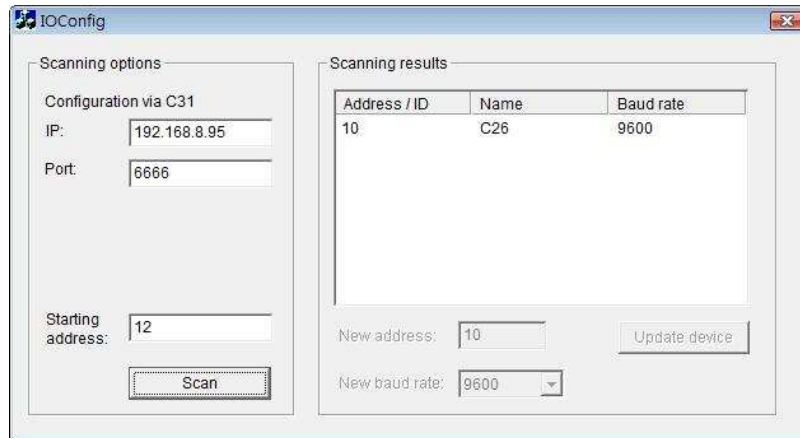 IOConfig
Scanning options
Configuration via C31
IP: 192.168.8.95
Port: 6666
Starting address: 12
Scan
Scanning results
Address / ID Name Baud rate
10 C26 9600
New address: 10 Update device
New baud rate: 9600